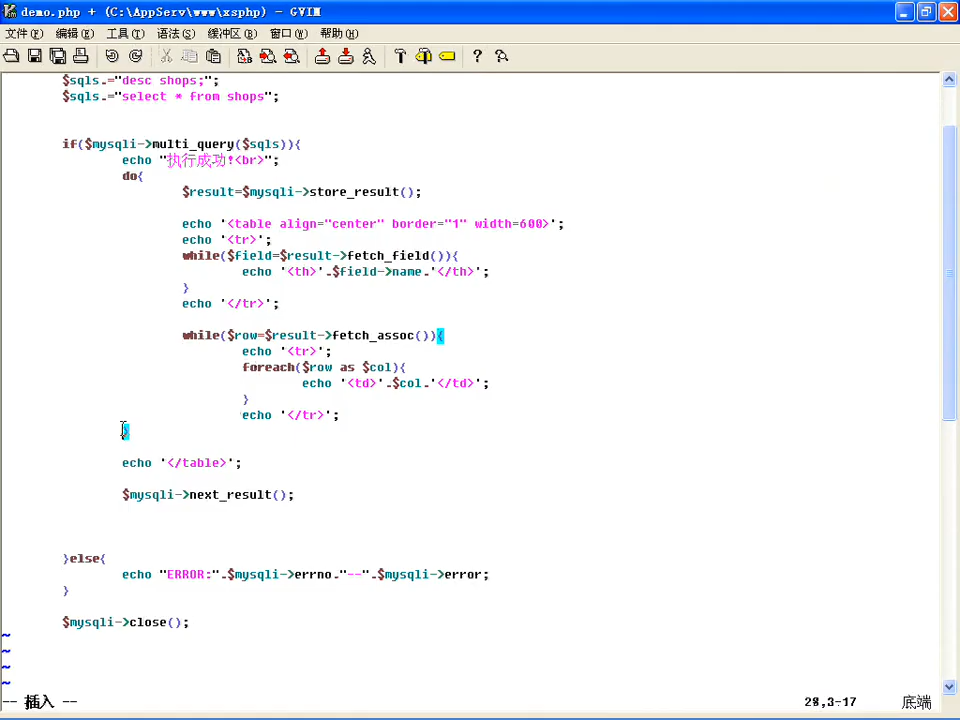 demo.php + (C:\AppServ\www\xsphp) - GVIM
文件(F) 编辑(E) 工具(T) 语法(S) 缓冲区(B) 窗口(W) 帮助(H)
$sqls.="desc shops;";
$sqls.="select * from shops";
if($mysqli->multi_query($sqls)){
echo "执行成功!<br>";
do{
$result=$mysqli->store_result();
echo '<table align="center" border="1" width=600>';
echo '<tr>';
while($field=$result->fetch_field()){
echo '<th>'.$field->name.'</th>';
}
echo '</tr>';
while($row=$result->fetch_assoc()){
echo '<tr>';
foreach($row as $col){
echo '<td>'.$col.'</td>';
}
echo '</tr>';
}
echo '</table>';
$mysqli->next_result();
}else{
echo "ERROR:".$mysqli->errno."--".$mysqli->error;
}
$mysqli->close();
~
~
~
~
-- 插入 -- 28,3-17 底端